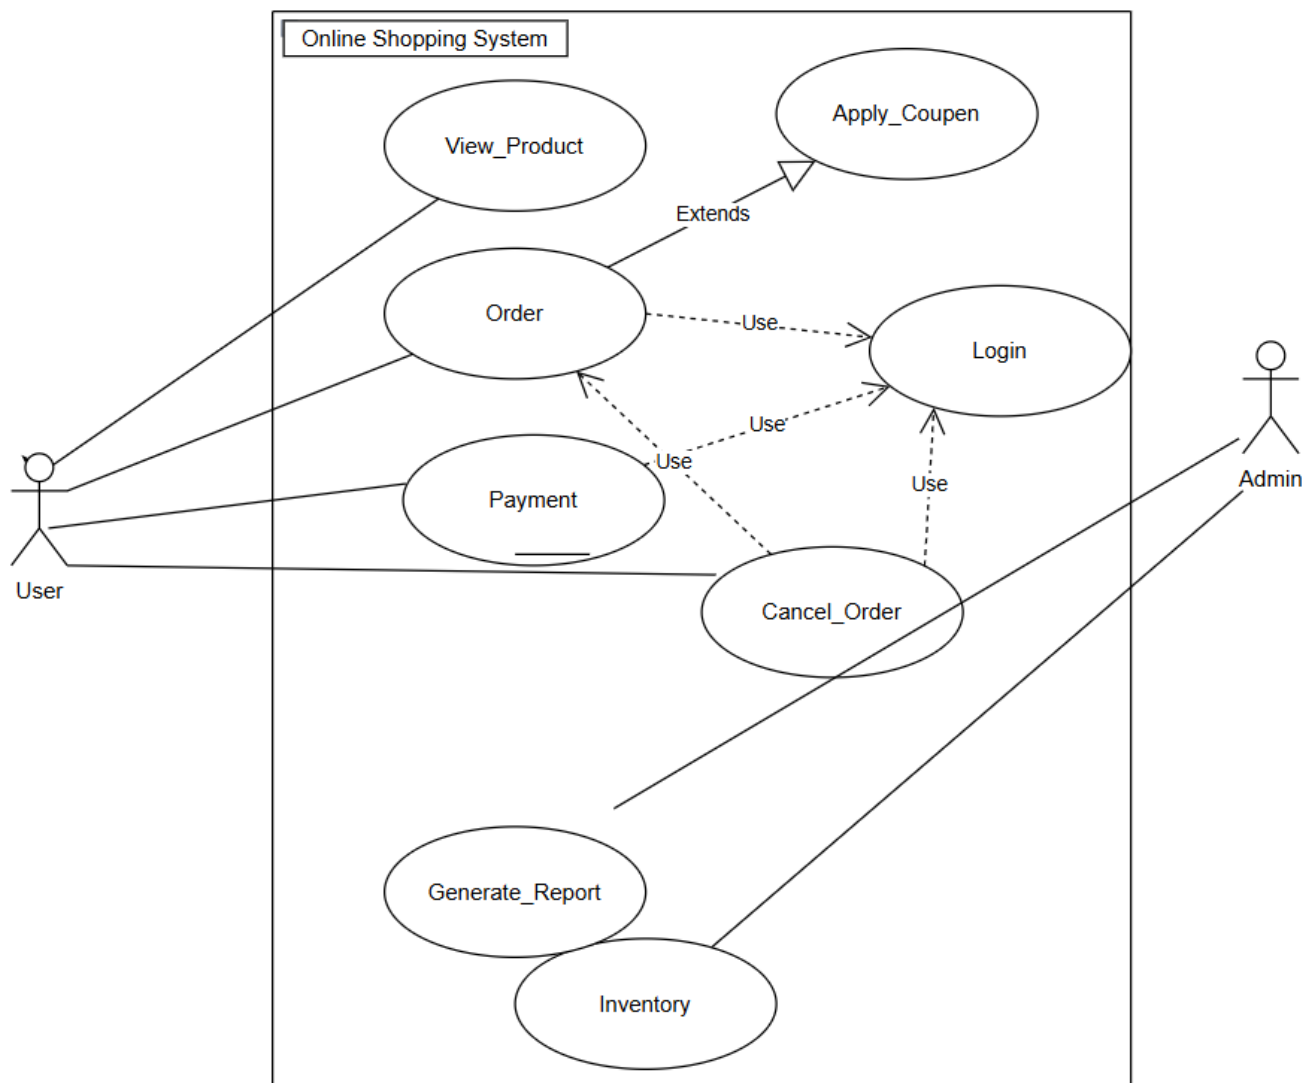 Online Shopping System
View_Product
Apply_Coupen
Extends
Order
Use
Login
Use
Use
Payment
Use
Admin
User
Cancel_Order
Generate_Report
Inventory